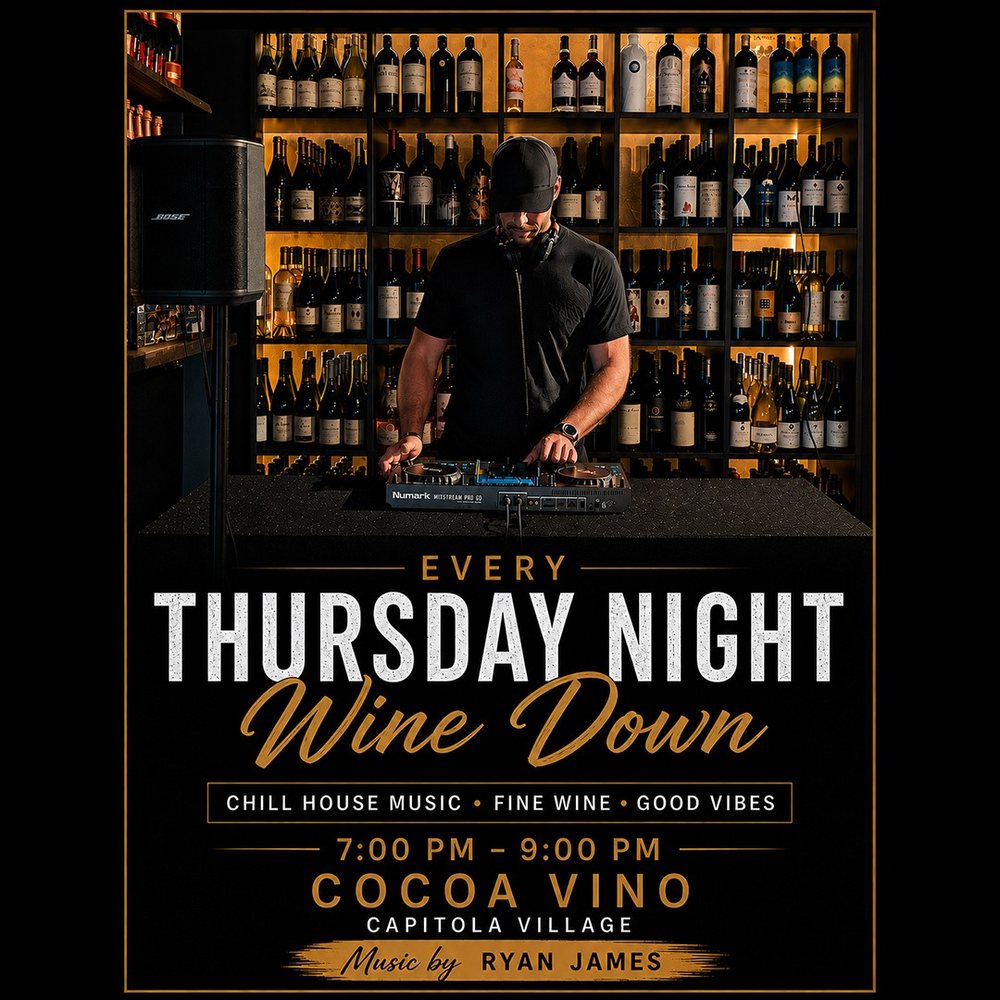 BOSE
Numark MIXSTREAM PRO GO
EVERY
THURSDAY NIGHT
Wine Down
CHILL HOUSE MUSIC • FINE WINE • GOOD VIBES
7:00 PM – 9:00 PM
COCOA VINO
CAPITOLA VILLAGE
Music by RYAN JAMES